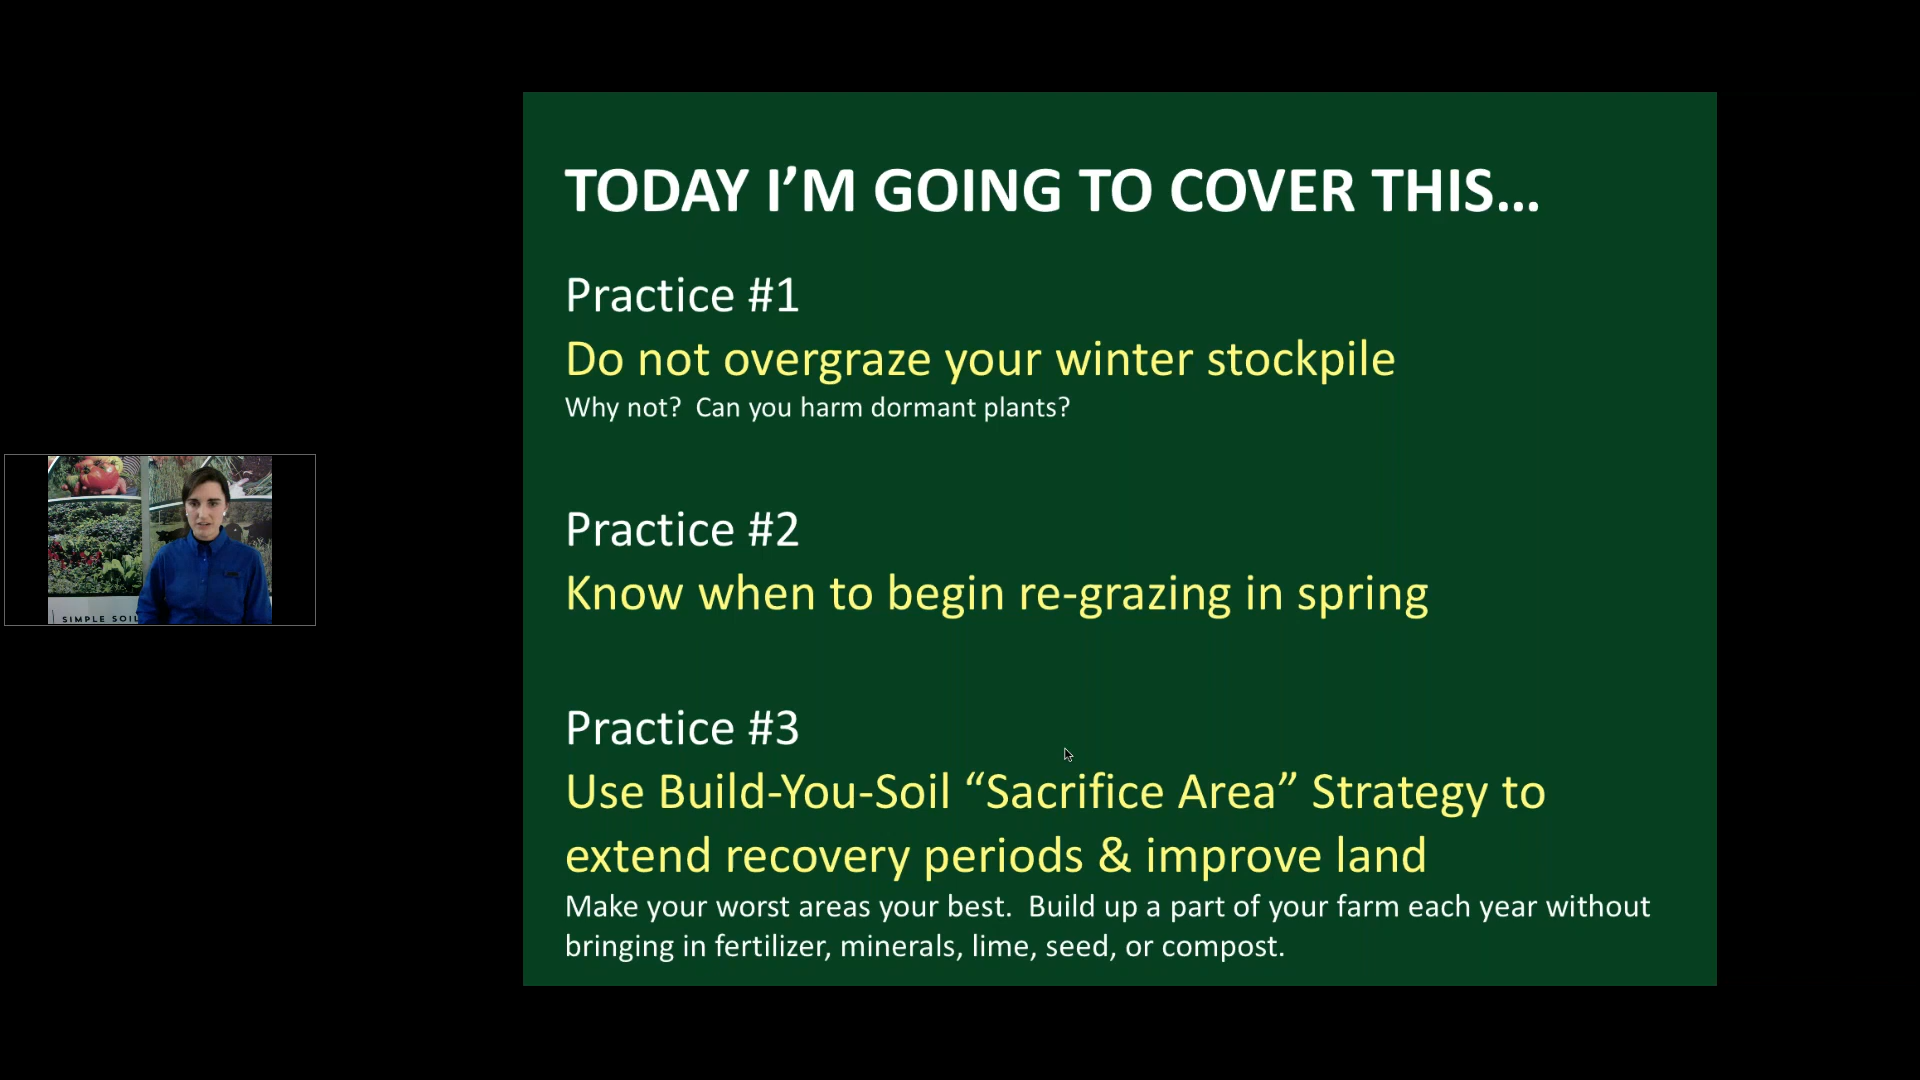 TODAY I’M GOING TO COVER THIS…
Practice #1
Do not overgraze your winter stockpile
Why not?  Can you harm dormant plants?
Practice #2
Know when to begin re-grazing in spring
Practice #3
Use Build-You-Soil “Sacrifice Area” Strategy to
extend recovery periods & improve land
Make your worst areas your best.  Build up a part of your farm each year without
bringing in fertilizer, minerals, lime, seed, or compost.
SIMPLE SOIL